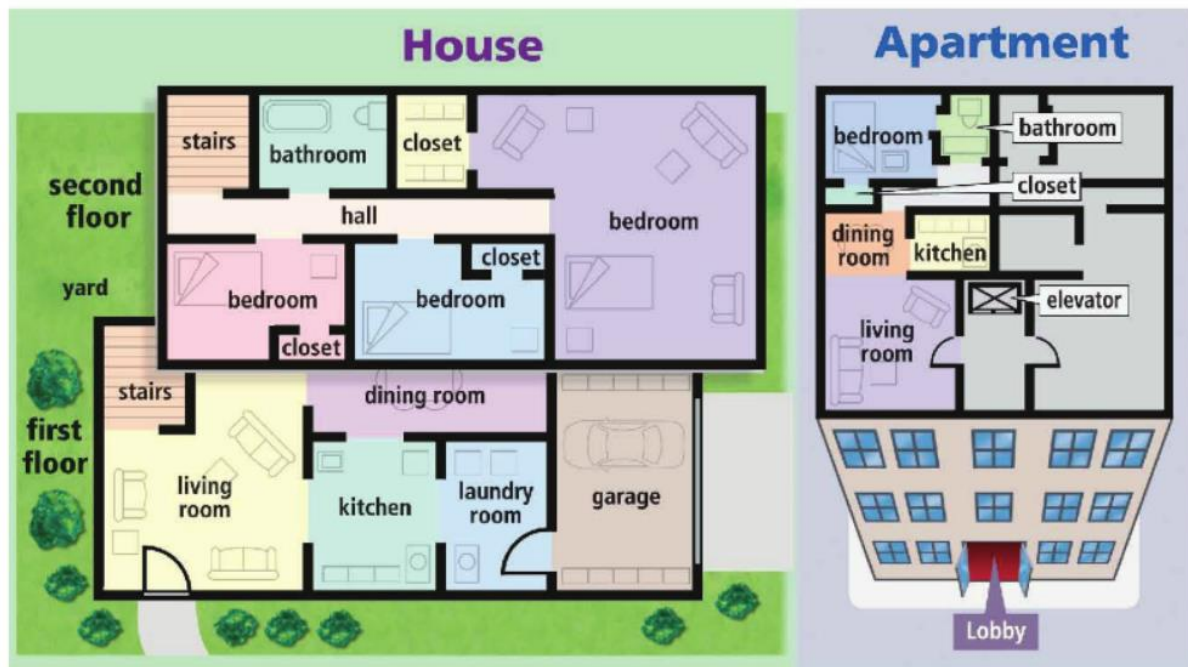 House
stairs
bathroom
closet
second
floor
hall
bedroom
yard
bedroom
bedroom
closet
closet
stairs
dining room
first
floor
living
room
kitchen
laundry
room
garage
Apartment
bedroom
bathroom
closet
dining
room
kitchen
elevator
living
room
Lobby